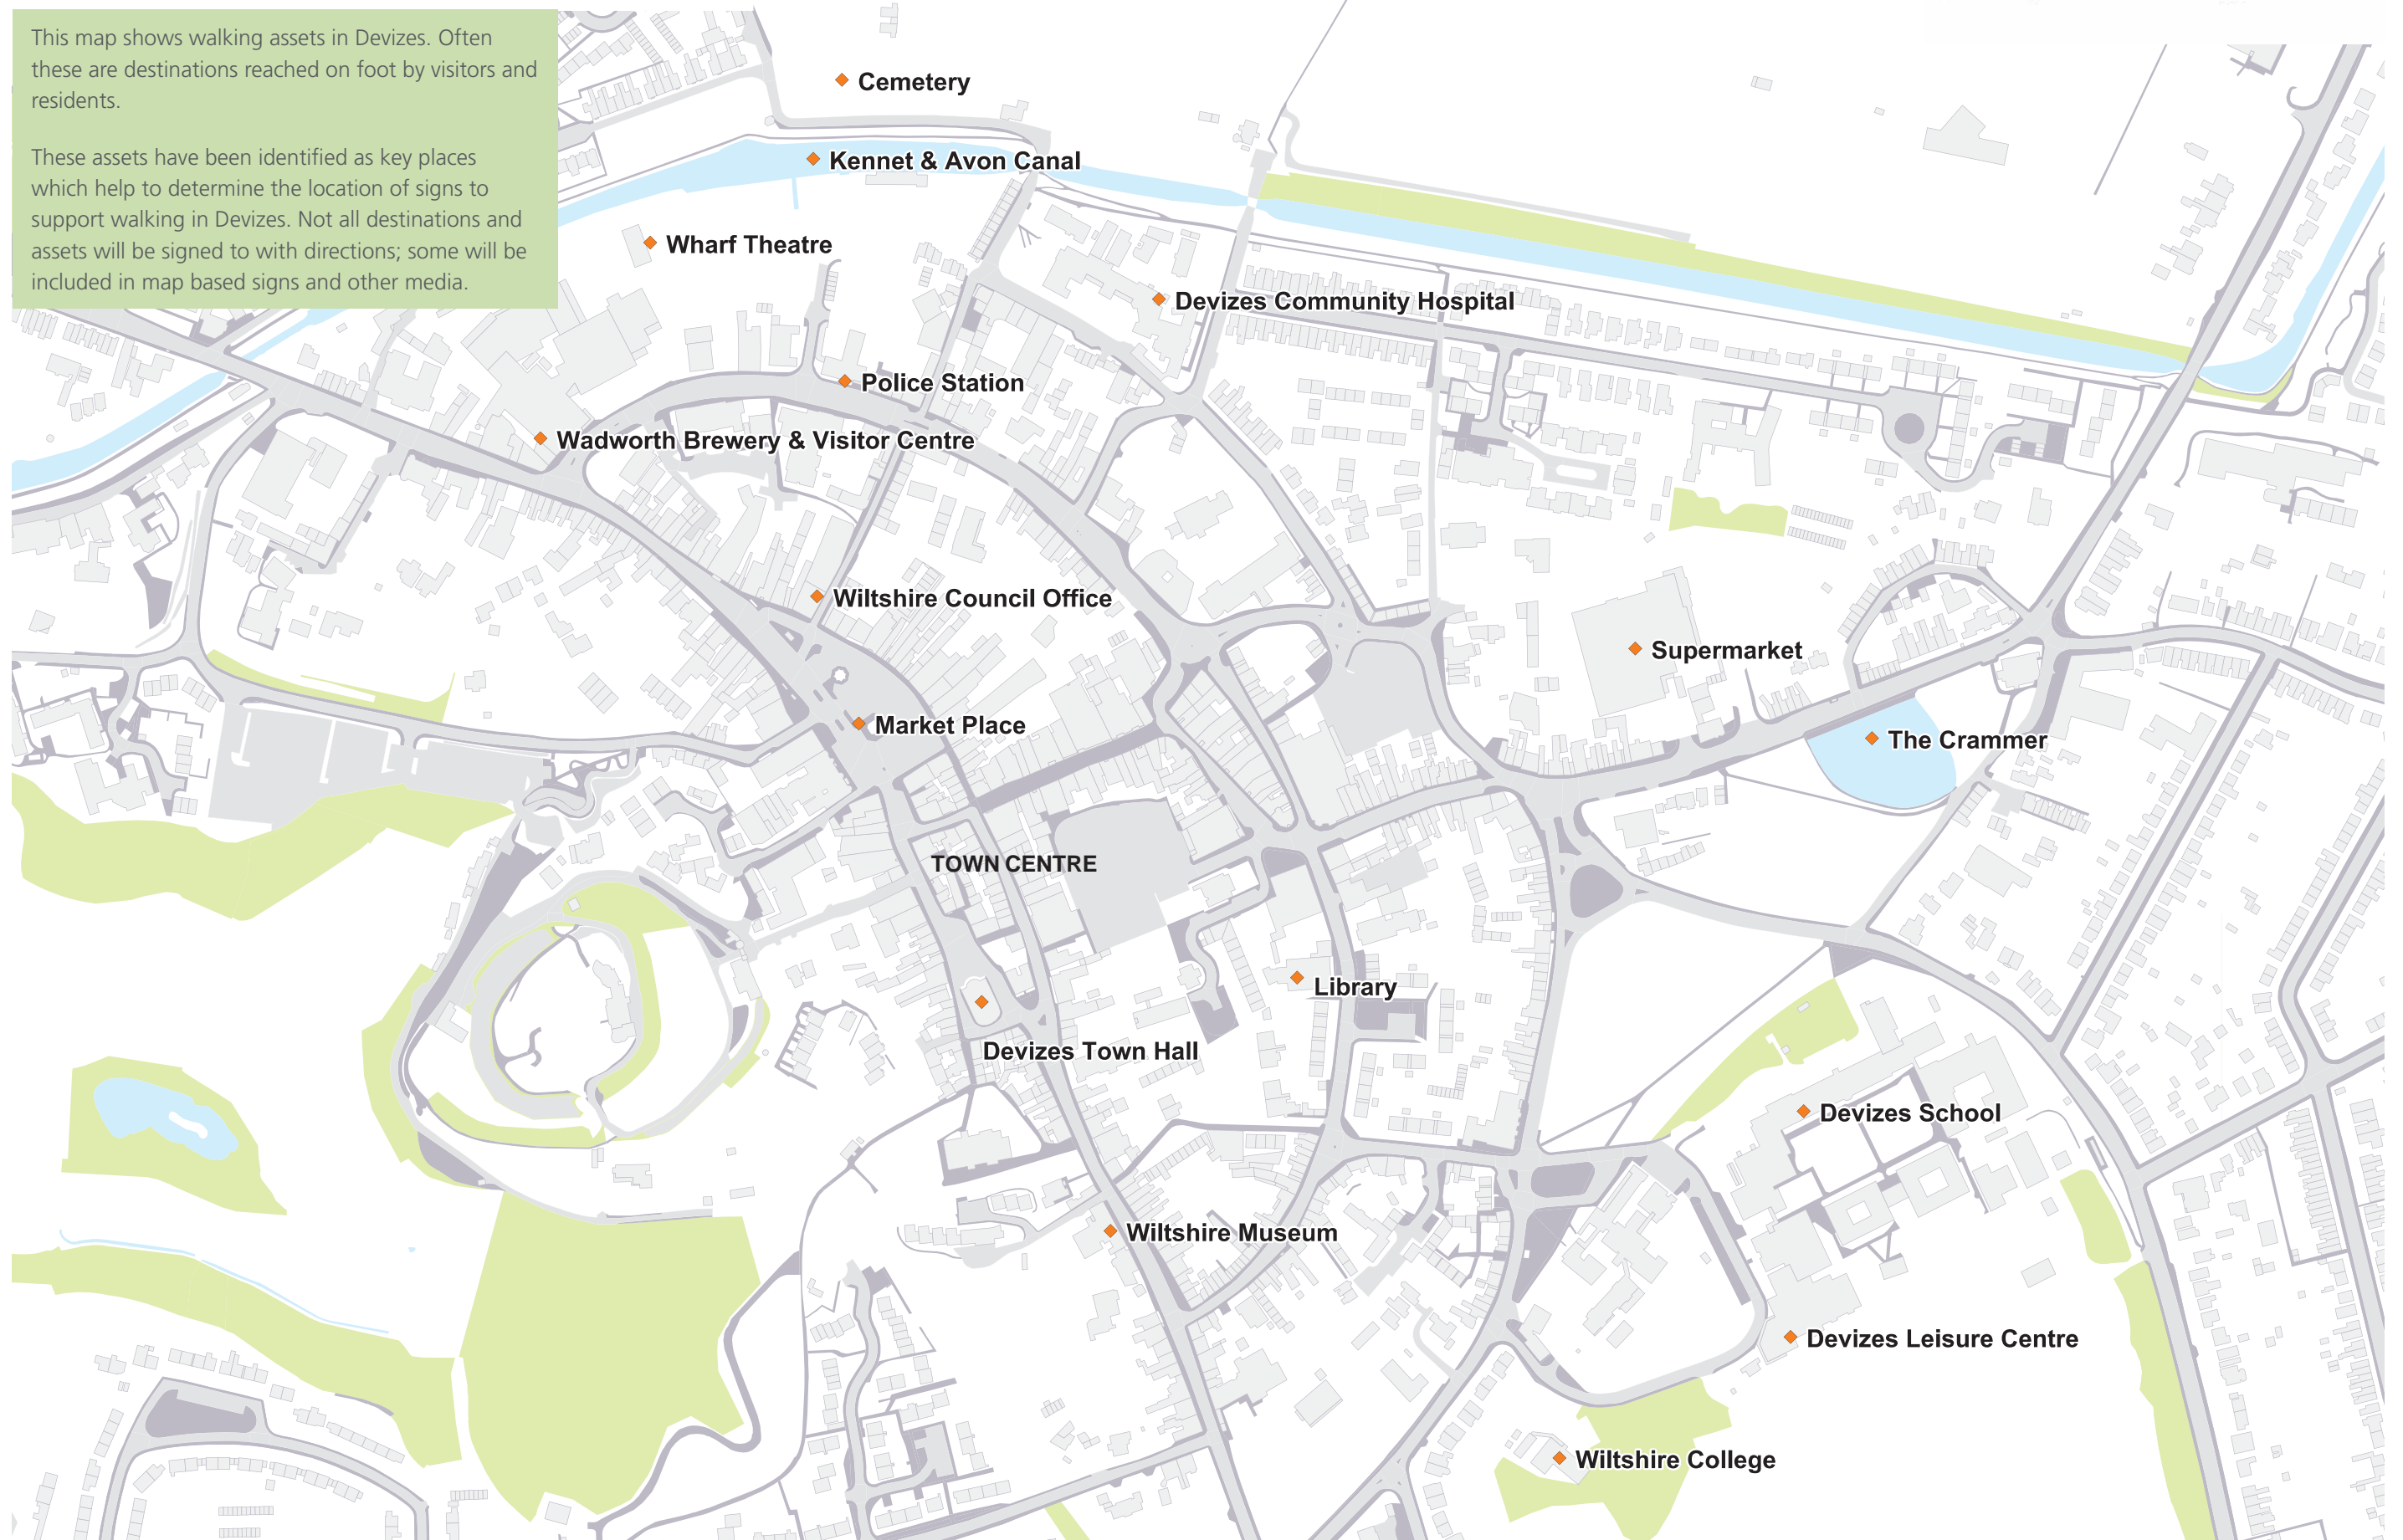 This map shows walking assets in Devizes. Often
these are destinations reached on foot by visitors and
residents.
These assets have been identified as key places
which help to determine the location of signs to
support walking in Devizes. Not all destinations and
assets will be signed to with directions; some will be
included in map based signs and other media.
Cemetery
Kennet & Avon Canal
Wharf Theatre
Devizes Community Hospital
Police Station
Wadworth Brewery & Visitor Centre
Wiltshire Council Office
Supermarket
Market Place
The Crammer
TOWN CENTRE
Library
Devizes Town Hall
Devizes School
Wiltshire Museum
Devizes Leisure Centre
Wiltshire College